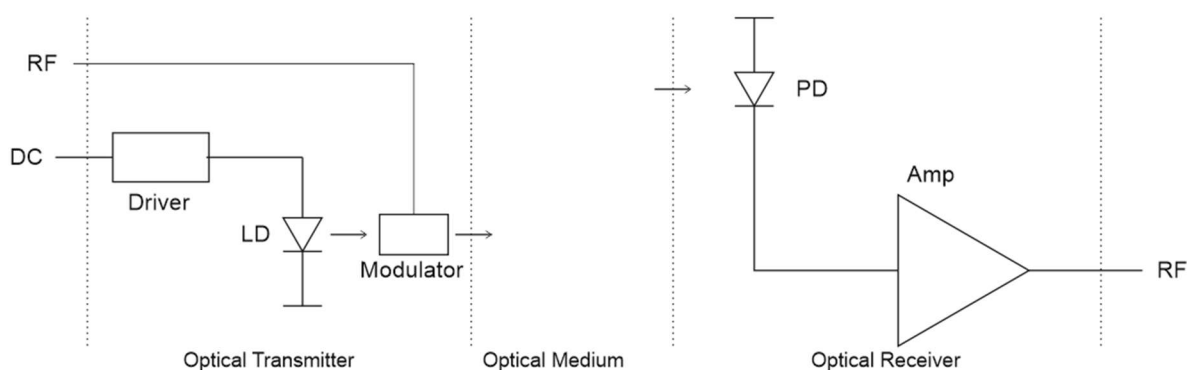 RF
DC
Driver
LD
Modulator
PD
Amp
RF
Optical Transmitter
Optical Medium
Optical Receiver